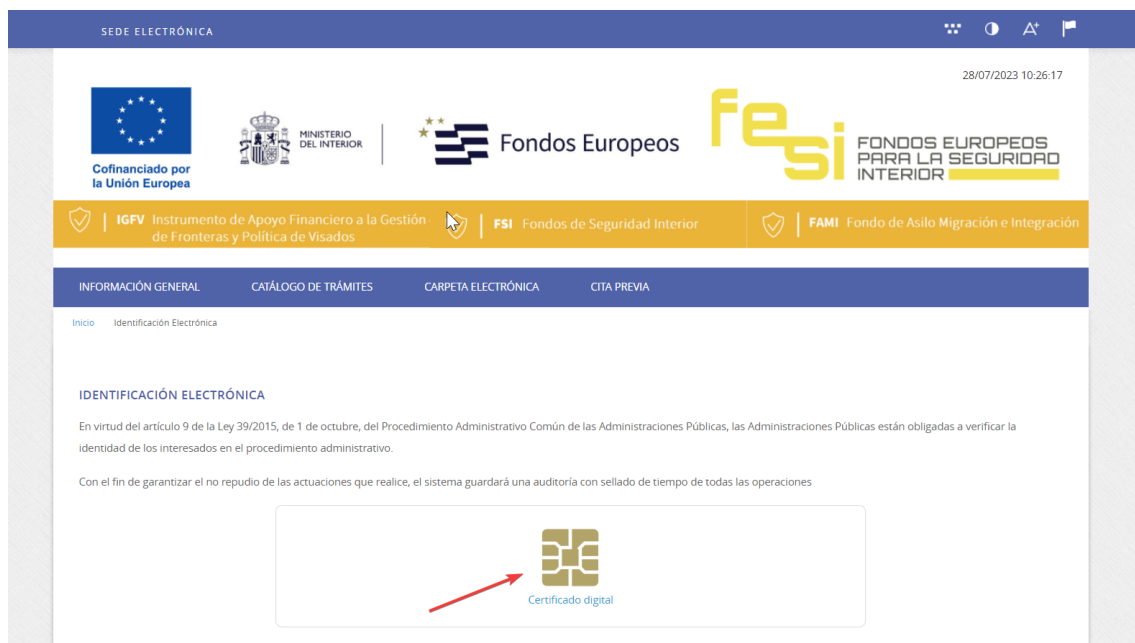 SEDE ELECTRÓNICA
A+
28/07/2023 10:26:17
Cofinanciado por
la Unión Europea
MINISTERIO
DEL INTERIOR
Fondos Europeos
fesi
FONDOS EUROPEOS
PARA LA SEGURIDAD
INTERIOR
IGFV Instrumento de Apoyo Financiero a la Gestión
de Fronteras y Política de Visados
FSI Fondos de Seguridad Interior
FAMI Fondo de Asilo Migración e Integración
INFORMACIÓN GENERAL CATÁLOGO DE TRÁMITES CARPETA ELECTRÓNICA CITA PREVIA
Inicio Identificación Electrónica
IDENTIFICACIÓN ELECTRÓNICA
En virtud del artículo 9 de la Ley 39/2015, de 1 de octubre, del Procedimiento Administrativo Común de las Administraciones Públicas, las Administraciones Públicas están obligadas a verificar la
identidad de los interesados en el procedimiento administrativo.
Con el fin de garantizar el no repudio de las actuaciones que realice, el sistema guardará una auditoría con sellado de tiempo de todas las operaciones
Certificado digital